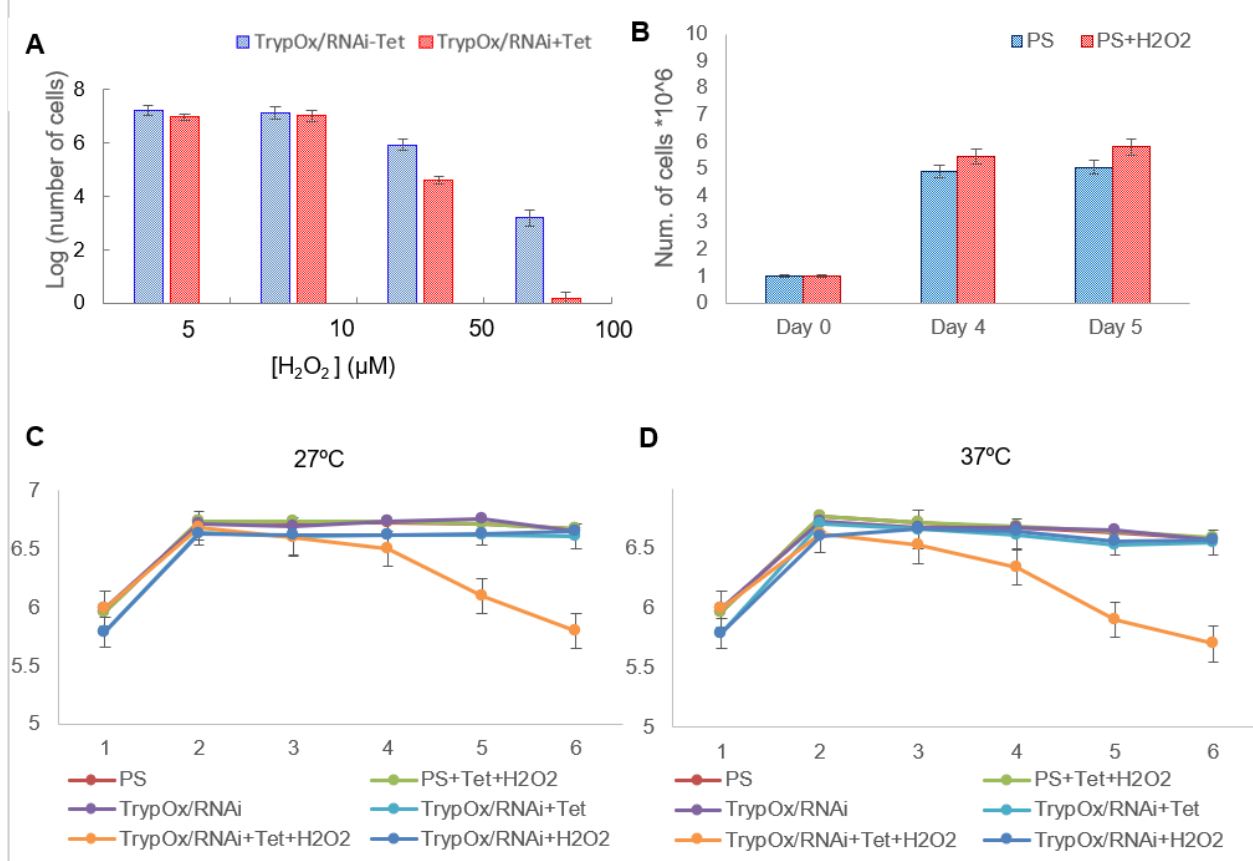 A
TrypOx/RNAi-Tet
TrypOx/RNAi+Tet
Log (number of cells)
8
6
4
2
0
5
10
50
100
[H₂O₂ ] (µM)
B
PS
PS+H2O2
Num. of cells *10^6
10
9
8
7
6
5
4
3
2
1
0
Day 0
Day 4
Day 5
C
27ºC
7
6.5
6
5.5
5
1 2 3 4 5 6
PS
PS+Tet+H2O2
TrypOx/RNAi
TrypOx/RNAi+Tet
TrypOx/RNAi+Tet+H2O2
TrypOx/RNAi+H2O2
D
37ºC
6.5
6
5.5
5
1 2 3 4 5 6
PS
PS+Tet+H2O2
TrypOx/RNAi
TrypOx/RNAi+Tet
TrypOx/RNAi+Tet+H2O2
TrypOx/RNAi+H2O2